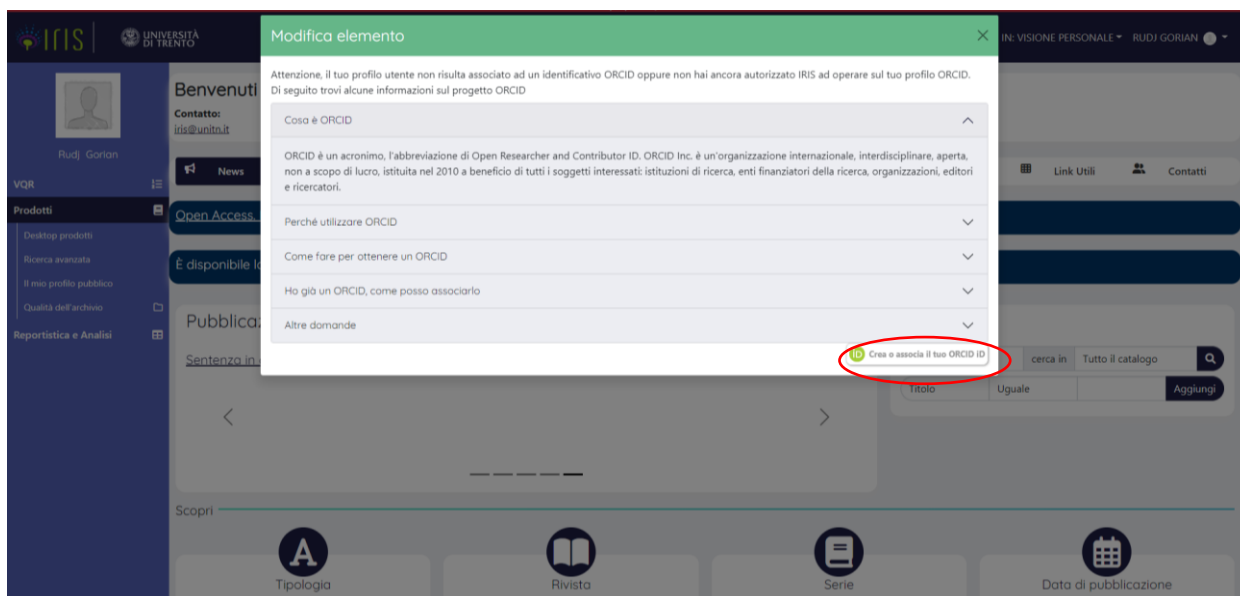 IRIS
UNIVERSITÀ
DI TRENTO
IN: VISIONE PERSONALE
RUDJ GORIAN
Modifica elemento
Attenzione, il tuo profilo utente non risulta associato ad un identificativo ORCID oppure non hai ancora autorizzato IRIS ad operare sul tuo profilo ORCID.
Di seguito trovi alcune informazioni sul progetto ORCID
Cosa è ORCID
ORCID è un acronimo, l'abbreviazione di Open Researcher and Contributor ID. ORCID Inc. è un'organizzazione internazionale, interdisciplinare, aperta,
non a scopo di lucro, istituita nel 2010 a beneficio di tutti i soggetti interessati: istituzioni di ricerca, enti finanziatori della ricerca, organizzazioni, editori
e ricercatori.
Perché utilizzare ORCID
Come fare per ottenere un ORCID
Ho già un ORCID, come posso associarlo
Altre domande
iD Crea o associa il tuo ORCID iD
Rudj Gorian
VQR
Prodotti
Desktop prodotti
Ricerca avanzata
Il mio profilo pubblico
Qualità dell'archivio
Reportistica e Analisi
Benvenuti
Contatto:
iris@unitn.it
News
Link Utili
Contatti
Open Access,
È disponibile
Pubblicaz
Sentenza in
cerca in
Tutto il catalogo
Titolo
Uguale
Aggiungi
Scopri
A
Tipologia
Rivista
Serie
Data di pubblicazione